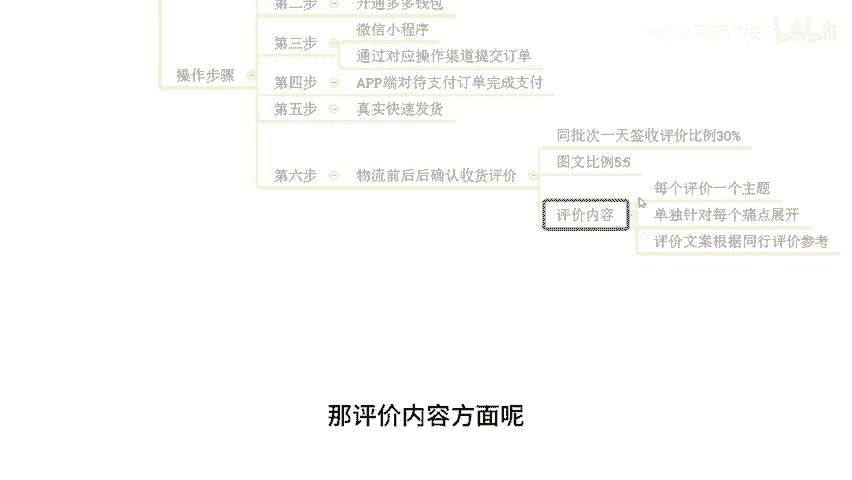 第二步 开通多多钱包
微信小程序
第三步
通过对应操作渠道提交订单
操作步骤
第四步 APP端对待支付订单完成支付
第五步 真实快速发货
同批次一天签收评价比例30%
图文比例5:5
第六步 物流前后后确认收货评价
每个评价一个主题
评价内容 单独针对每个痛点展开
评价文案根据同行评价参考
那评价内容方面呢
bilibili